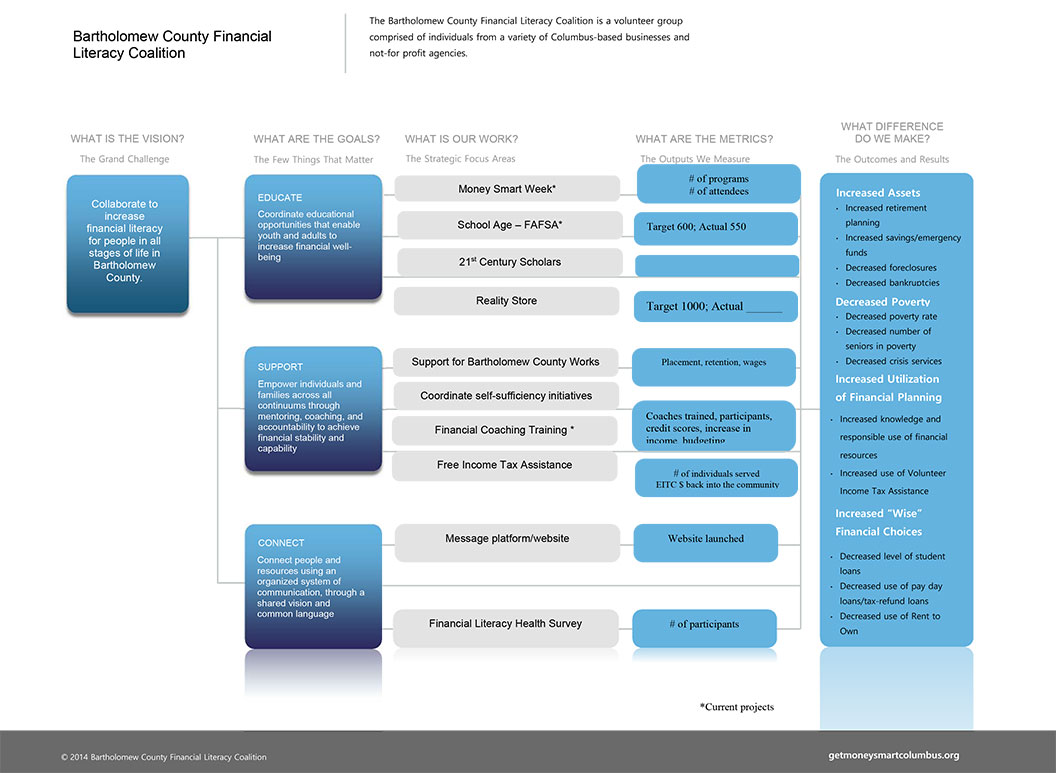 Bartholomew County Financial
Literacy Coalition
The Bartholomew County Financial Literacy Coalition is a volunteer group
comprised of individuals from a variety of Columbus-based businesses and
not-for profit agencies.
WHAT IS THE VISION?
The Grand Challenge
Collaborate to
increase
financial literacy
for people in all
stages of life in
Bartholomew
County.
WHAT ARE THE GOALS?
The Few Things That Matter
EDUCATE
Coordinate educational
opportunities that enable
youth and adults to
increase financial well-
being
SUPPORT
Empower individuals and
families across all
continuums through
mentoring, coaching, and
accountability to achieve
financial stability and
capability
CONNECT
Connect people and
resources using an
organized system of
communication, through a
shared vision and
common language
WHAT IS OUR WORK?
The Strategic Focus Areas
Money Smart Week*
School Age – FAFSA*
21st Century Scholars
Reality Store
Support for Bartholomew County Works
Coordinate self-sufficiency initiatives
Financial Coaching Training *
Free Income Tax Assistance
Message platform/website
Financial Literacy Health Survey
WHAT ARE THE METRICS?
The Outputs We Measure
# of programs
# of attendees
Target 600; Actual 550
Target 1000; Actual ______
Placement, retention, wages
Coaches trained, participants,
credit scores, increase in
income, budgeting
# of individuals served
EITC $ back into the community
Website launched
# of participants
WHAT DIFFERENCE
DO WE MAKE?
The Outcomes and Results
Increased Assets
· Increased retirement
planning
· Increased savings/emergency
funds
· Decreased foreclosures
· Decreased bankruptcies
Decreased Poverty
· Decreased poverty rate
· Decreased number of
seniors in poverty
· Decreased crisis services
Increased Utilization
of Financial Planning
· Increased knowledge and
responsible use of financial
resources
· Increased use of Volunteer
Income Tax Assistance
Increased “Wise”
Financial Choices
· Decreased level of student
loans
· Decreased use of pay day
loans/tax-refund loans
· Decreased use of Rent to
Own
*Current projects
© 2014 Bartholomew County Financial Literacy Coalition
getmoneysmartcolumbus.org